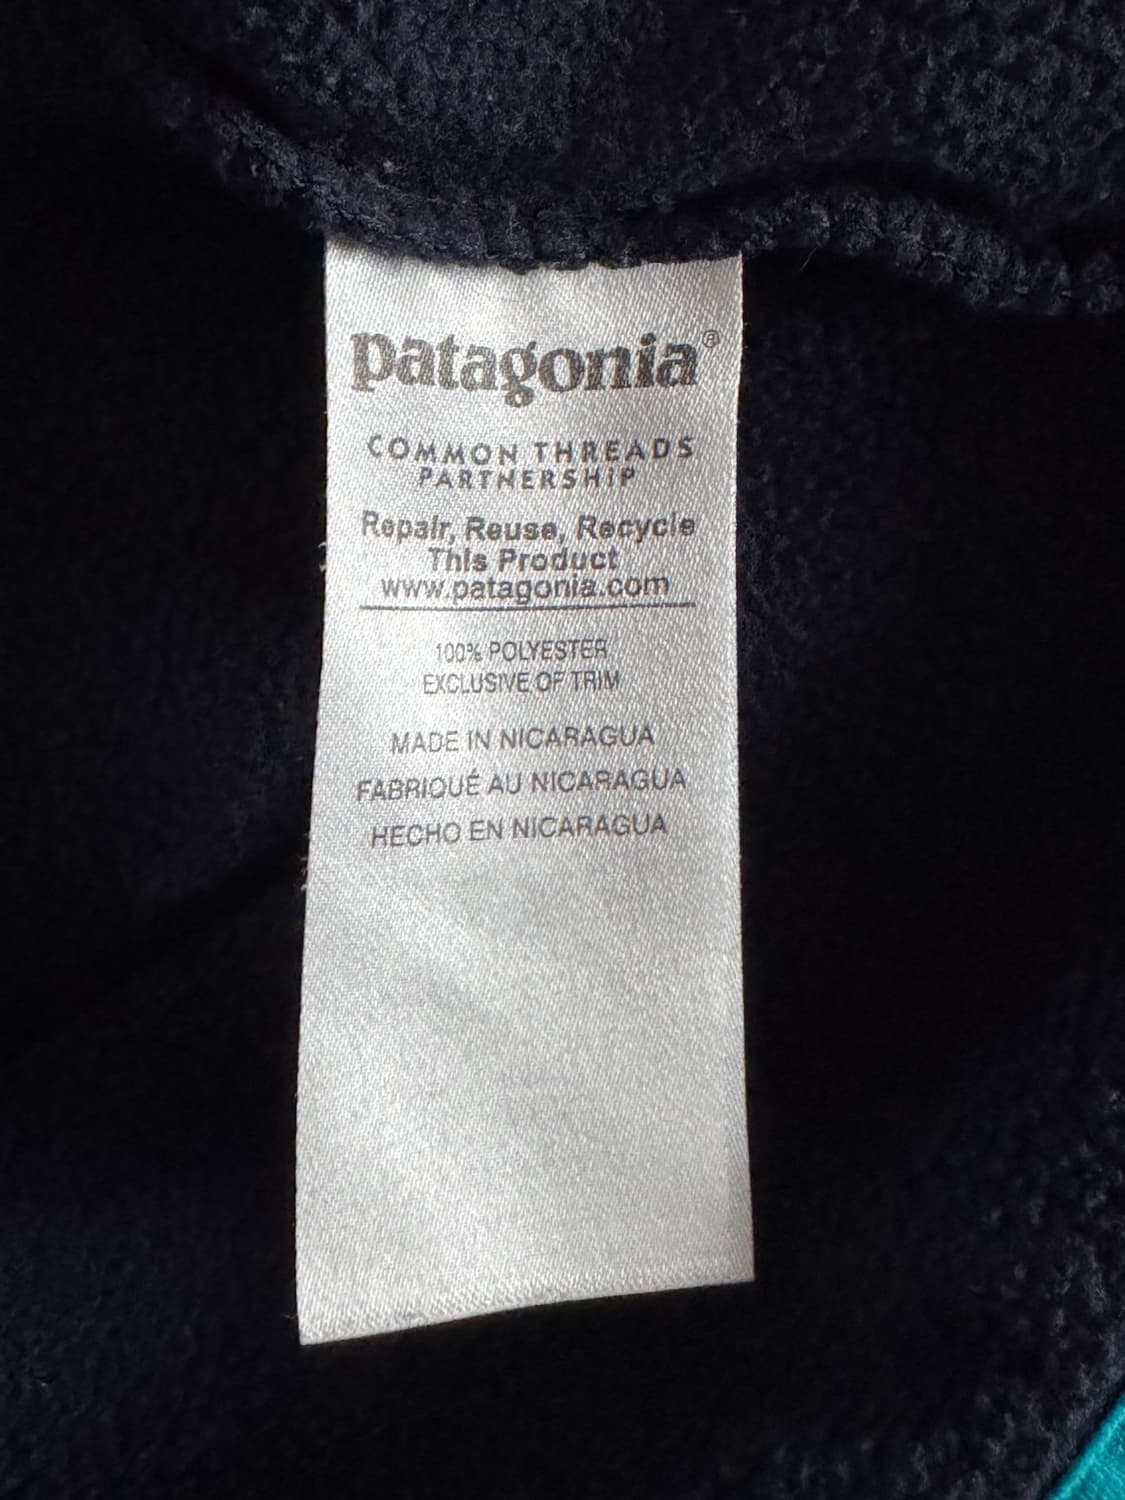 patagonia®
COMMON THREADS
PARTNERSHIP
Repair, Reuse, Recycle
This Product
www.patagonia.com
100% POLYESTER
EXCLUSIVE OF TRIM
MADE IN NICARAGUA
FABRIQUÉ AU NICARAGUA
HECHO EN NICARAGUA